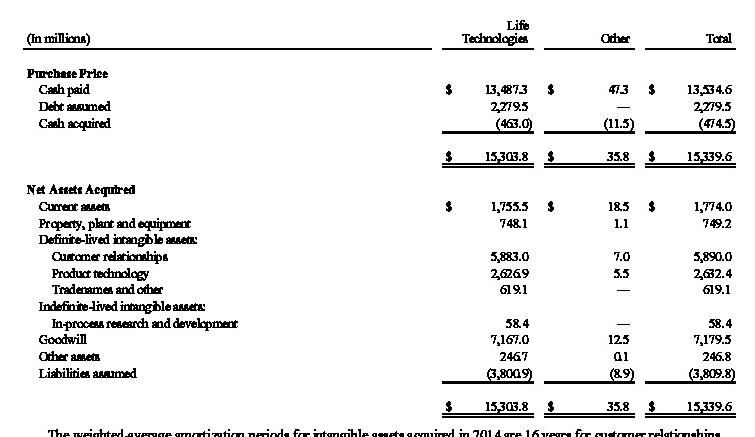 Life
(In millions) Technologies Other Total
Purchase Price
Cash paid $ 13,487.3 $ 47.3 $ 13,534.6
Debt assumed 2,279.5 — 2,279.5
Cash acquired (463.0) (11.5) (474.5)
$ 15,303.8 $ 35.8 $ 15,339.6
Net Assets Acquired
Current assets $ 1,755.5 $ 18.5 $ 1,774.0
Property, plant and equipment 748.1 1.1 749.2
Definite-lived intangible assets:
Customer relationships 5,883.0 7.0 5,890.0
Product technology 2,626.9 5.5 2,632.4
Tradenames and other 619.1 — 619.1
Indefinite-lived intangible assets:
In-process research and development 58.4 — 58.4
Goodwill 7,167.0 12.5 7,179.5
Other assets 246.7 0.1 246.8
Liabilities assumed (3,800.9) (8.9) (3,809.8)
$ 15,303.8 $ 35.8 $ 15,339.6
The weighted-average amortization periods for intangible assets acquired in 2014 are 16 years for customer relationships,